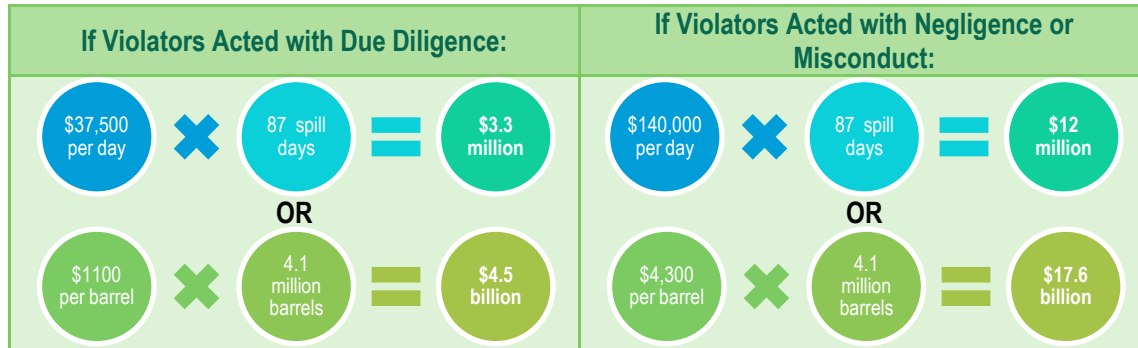 If Violators Acted with Due Diligence:
If Violators Acted with Negligence or
Misconduct:
$37,500
per day
87 spill
days
$3.3
million
OR
$1100
per barrel
4.1
million
barrels
$4.5
billion
$140,000
per day
87 spill
days
$12
million
OR
$4,300
per barrel
4.1
million
barrels
$17.6
billion